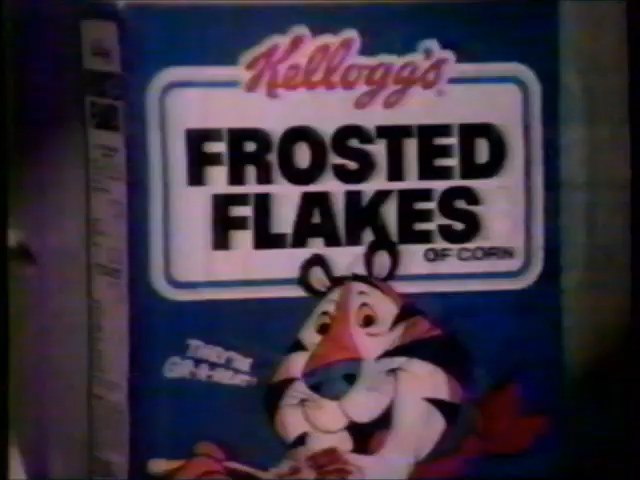 Kellogg's
FROSTED
FLAKES
OF CORN
THEY'RE
GR-R-REAT!